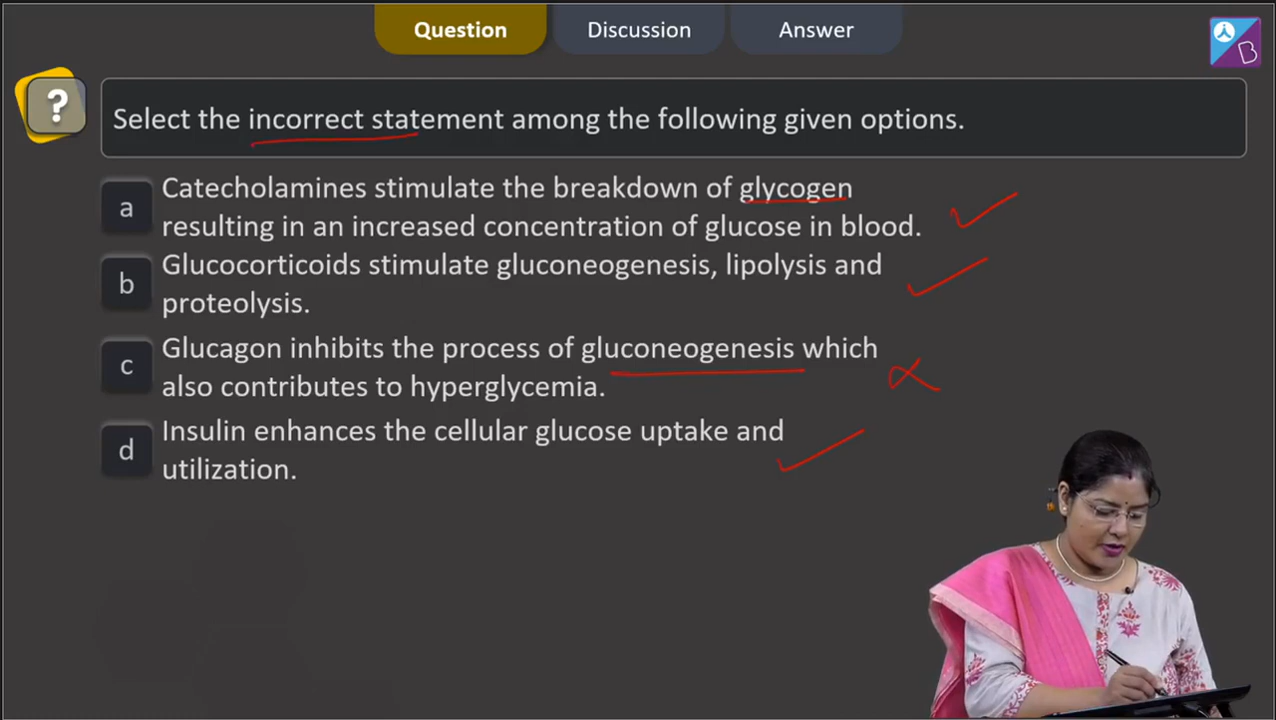 Question
Discussion
Answer
?
Select the incorrect statement among the following given options.
a
Catecholamines stimulate the breakdown of glycogen
resulting in an increased concentration of glucose in blood.
b
Glucocorticoids stimulate gluconeogenesis, lipolysis and
proteolysis.
c
Glucagon inhibits the process of gluconeogenesis which
also contributes to hyperglycemia.
d
Insulin enhances the cellular glucose uptake and
utilization.
B